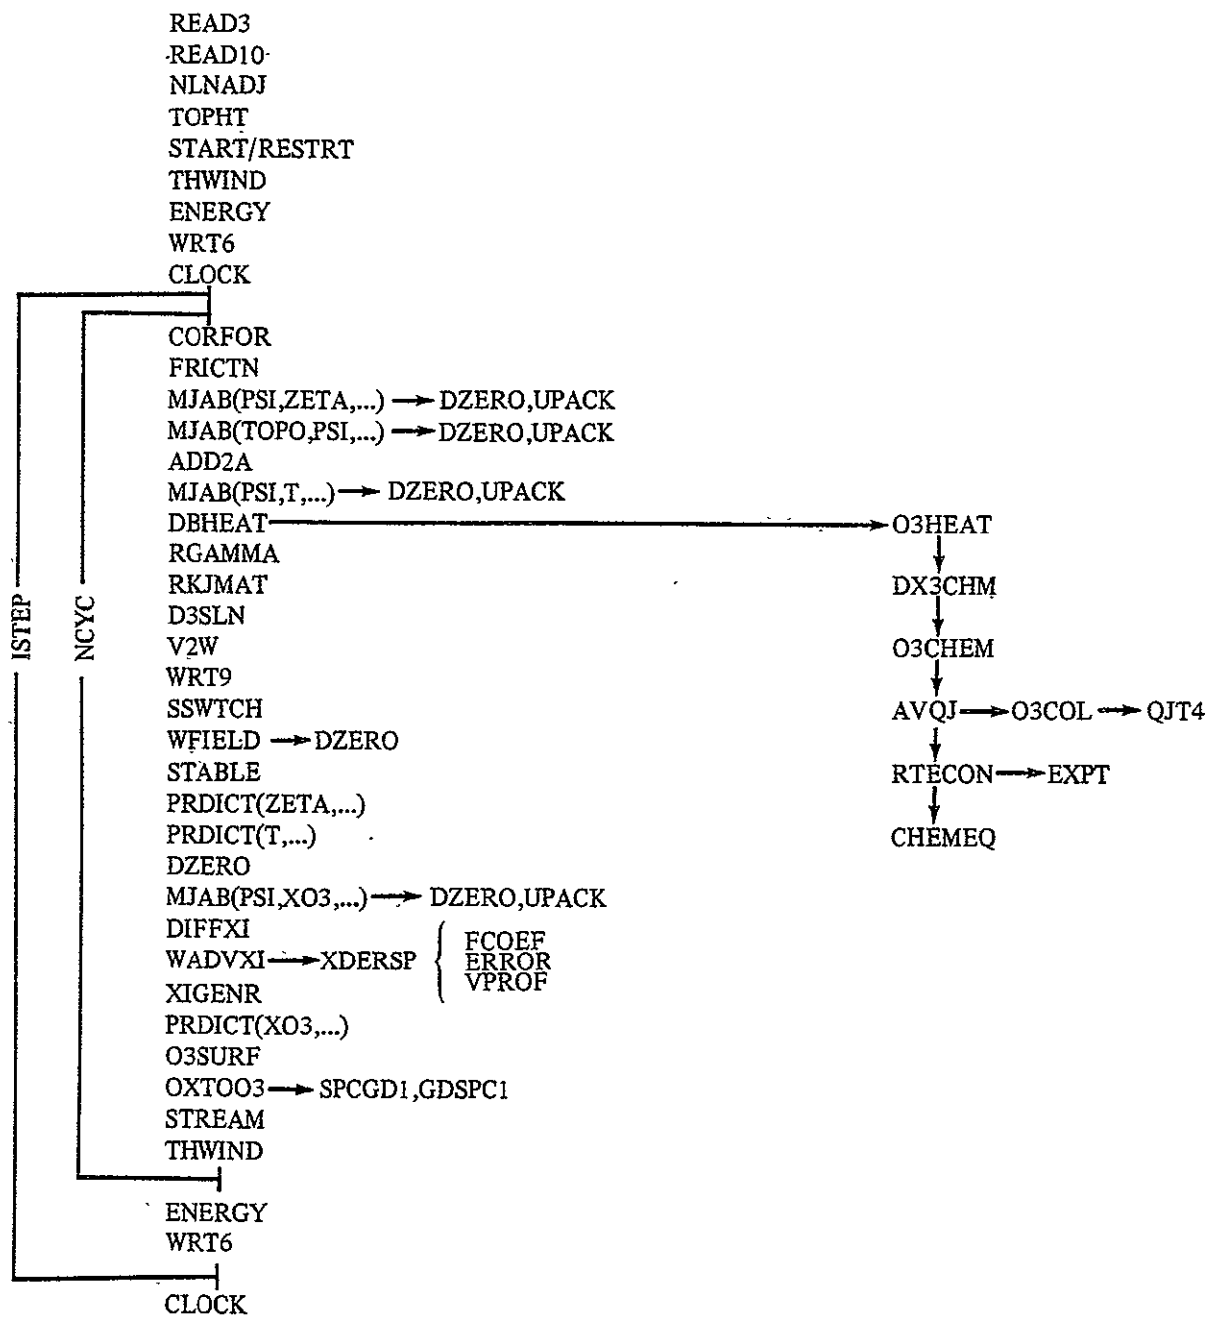 READ3
READ10
NLNADJ
TOPHT
START/RESTRT
THWIND
ENERGY
WRT6
CLOCK
CORFOR
FRICTN
MJAB(PSI,ZETA,...) → DZERO,UPACK
MJAB(TOPO,PSI,...) → DZERO,UPACK
ADD2A
MJAB(PSI,T,...) → DZERO,UPACK
DBHEAT → O3HEAT
RGAMMA
RKJMAT DX3CHM
D3SLN
V2W O3CHEM
WRT9
SSWTCH AVQJ → O3COL → QJT4
WFIELD → DZERO
STABLE RTECON → EXPT
PRDICT(ZETA,...)
PRDICT(T,...) CHEMEQ
DZERO
MJAB(PSI,XO3,...) → DZERO,UPACK
DIFFXI
FCOEF
WADVXI → XDERSP { ERROR
VPROF
XIGENR
PRDICT(XO3,...)
O3SURF
OXTOO3 → SPCGD1,GDSPC1
STREAM
THWIND
ENERGY
WRT6
CLOCK
ISTEP
NCYC